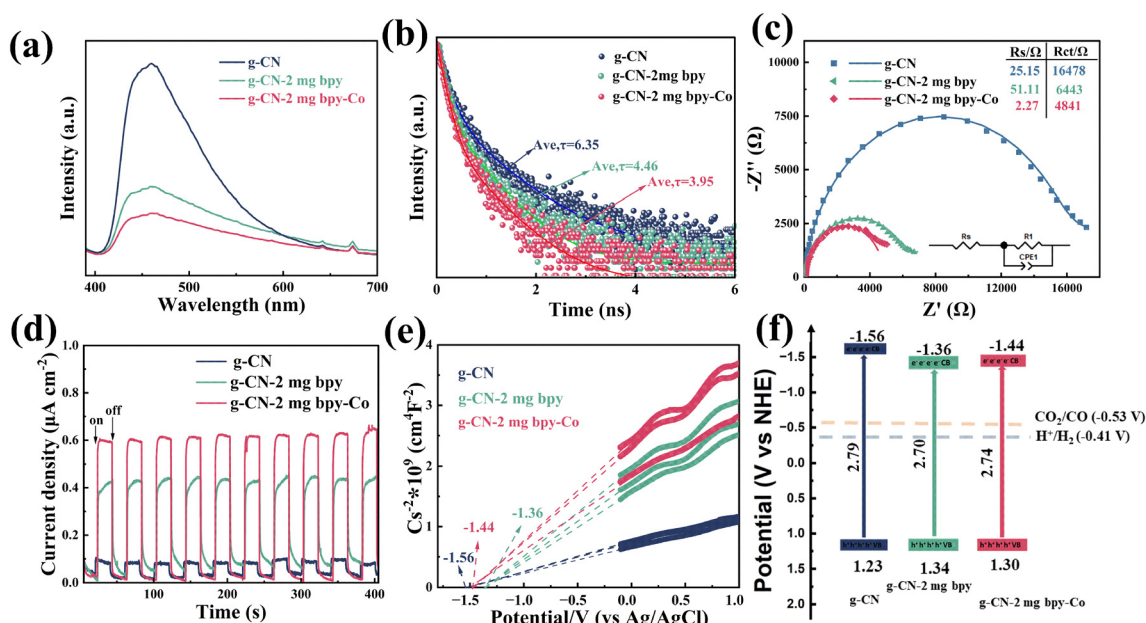 (a)
g-CN
g-CN-2 mg bpy
g-CN-2 mg bpy-Co
Intensity (a.u.)
400
500
600
700
Wavelength (nm)
(b)
g-CN
g-CN-2mg bpy
g-CN-2 mg bpy-Co
Ave,τ=6.35
Ave,τ=4.46
Ave,τ=3.95
Intensity (a.u.)
0
2
4
6
Time (ns)
(c)
g-CN
g-CN-2 mg bpy
g-CN-2 mg bpy-Co
Rs/Ω Rct/Ω
25.15 16478
51.11 6443
2.27 4841
-Z'' (Ω)
10000
7500
5000
2500
0
Rs
R1
CPE1
0
4000
8000
12000
16000
Z' (Ω)
(d)
g-CN
g-CN-2 mg bpy
g-CN-2 mg bpy-Co
on off
Current density (μA cm⁻²)
1.0
0.8
0.6
0.4
0.2
0.0
0
100
200
300
400
Time (s)
(e)
g-CN
g-CN-2 mg bpy
g-CN-2 mg bpy-Co
Cs⁻²*10⁹ (cm⁴F⁻²)
4
3
2
1
0
-1.36
-1.44
-1.56
-1.5
-1.0
-0.5
0.0
0.5
1.0
Potential/V (vs Ag/AgCl)
(f)
Potential (V vs NHE)
-1.5
-1.0
-0.5
0.0
0.5
1.0
1.5
2.0
-1.56
-1.36
-1.44
e⁻e⁻e⁻e⁻CB
e⁻e⁻e⁻e⁻CB
e⁻e⁻e⁻e⁻CB
CO₂/CO (-0.53 V)
H⁺/H₂ (-0.41 V)
2.79
2.70
2.74
h⁺h⁺h⁺h⁺VB
h⁺h⁺h⁺h⁺VB
h⁺h⁺h⁺h⁺VB
1.23
1.34
1.30
g-CN
g-CN-2 mg bpy
g-CN-2 mg bpy-Co